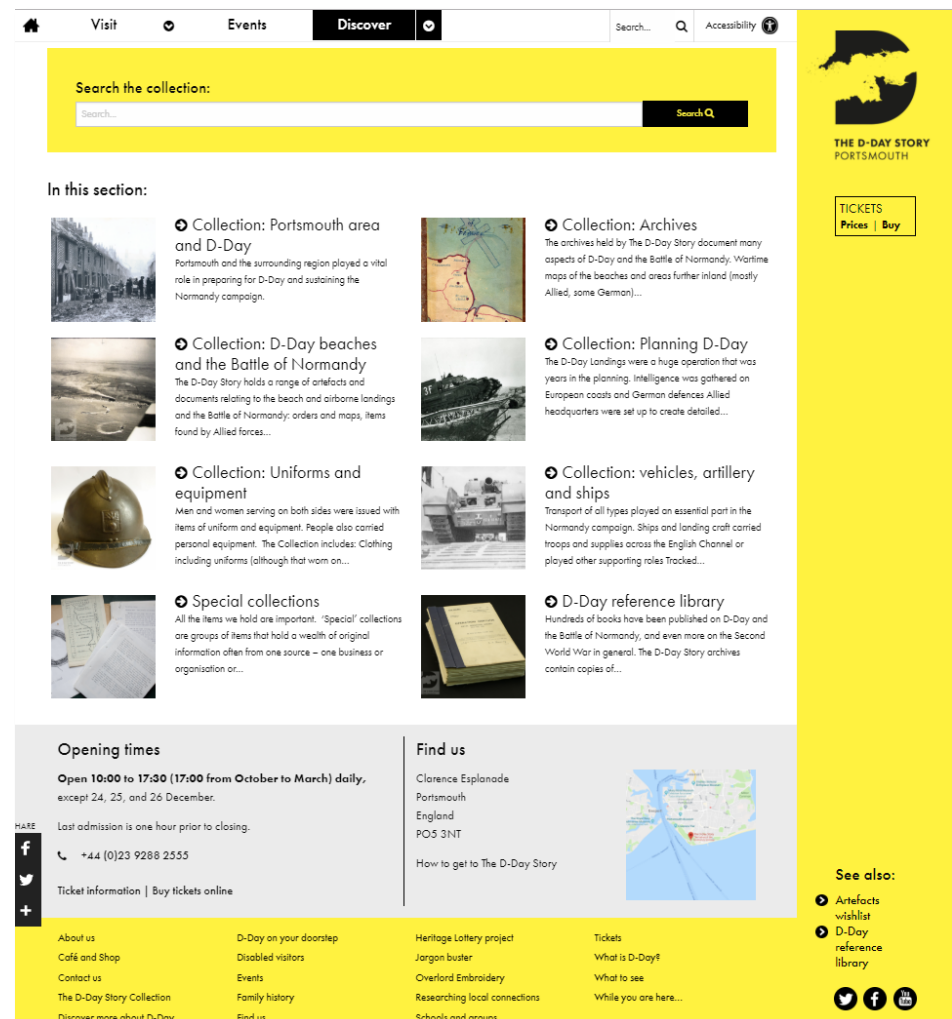 Visit
Events
Discover
Search...
Accessibility
THE D-DAY STORY
PORTSMOUTH
TICKETS
Prices | Buy
Search the collection:
Search...
Search
In this section:
Collection: Portsmouth area
and D-Day
Portsmouth and the surrounding region played a vital
role in preparing for D-Day and sustaining the
Normandy campaign.
Collection: Archives
The archives held by The D-Day Story document many
aspects of D-Day and the Battle of Normandy. Wartime
maps of the beaches and areas further inland (mostly
Allied, some German)...
Collection: D-Day beaches
and the Battle of Normandy
The D-Day Story holds a range of artefacts and
documents relating to the beach and airborne landings
and the Battle of Normandy: orders and maps, items
found by Allied forces...
Collection: Planning D-Day
The D-Day Landings were a huge operation that was
years in the planning. Intelligence was gathered on
European coasts and German defences Allied
headquarters were set up to create detailed...
Collection: Uniforms and
equipment
Men and women serving on both sides were issued with
items of uniform and equipment. People also carried
personal equipment. The Collection includes: Clothing
including uniforms (although that worn on...
Collection: vehicles, artillery
and ships
Transport of all types played an essential part in the
Normandy campaign. Ships and landing craft carried
troops and supplies across the English Channel or
played other supporting roles Tracked...
Special collections
All the items we hold are important. 'Special' collections
are groups of items that hold a wealth of original
information often from one source – one business or
organisation or...
D-Day reference library
Hundreds of books have been published on D-Day and
the Battle of Normandy, and even more on the Second
World War in general. The D-Day Story archives
contain copies of...
Opening times
Open 10:00 to 17:30 (17:00 from October to March) daily,
except 24, 25, and 26 December.
Last admission is one hour prior to closing.
+44 (0)23 9288 2555
Ticket information | Buy tickets online
Find us
Clarence Esplanade
Portsmouth
England
PO5 3NT
How to get to The D-Day Story
HARE
See also:
Artefacts
wishlist
D-Day
reference
library
You
Tube
About us
Café and Shop
Contact us
The D-Day Story Collection
Discover more about D-Day
D-Day on your doorstep
Disabled visitors
Events
Family history
Find us
Heritage Lottery project
Jargon buster
Overlord Embroidery
Researching local connections
Schools and groups
Tickets
What is D-Day?
What to see
While you are here...